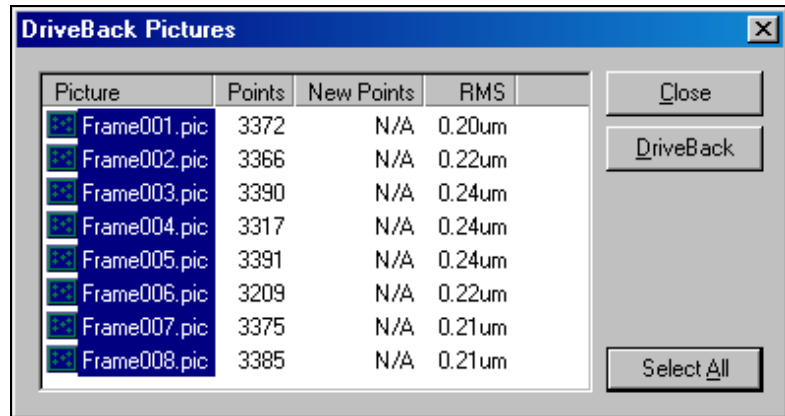 DriveBack Pictures
Picture Points New Points RMS
Frame001.pic 3372 N/A 0.20um
Frame002.pic 3366 N/A 0.22um
Frame003.pic 3390 N/A 0.24um
Frame004.pic 3317 N/A 0.24um
Frame005.pic 3391 N/A 0.24um
Frame006.pic 3209 N/A 0.22um
Frame007.pic 3375 N/A 0.21um
Frame008.pic 3385 N/A 0.21um
Close
DriveBack
Select All